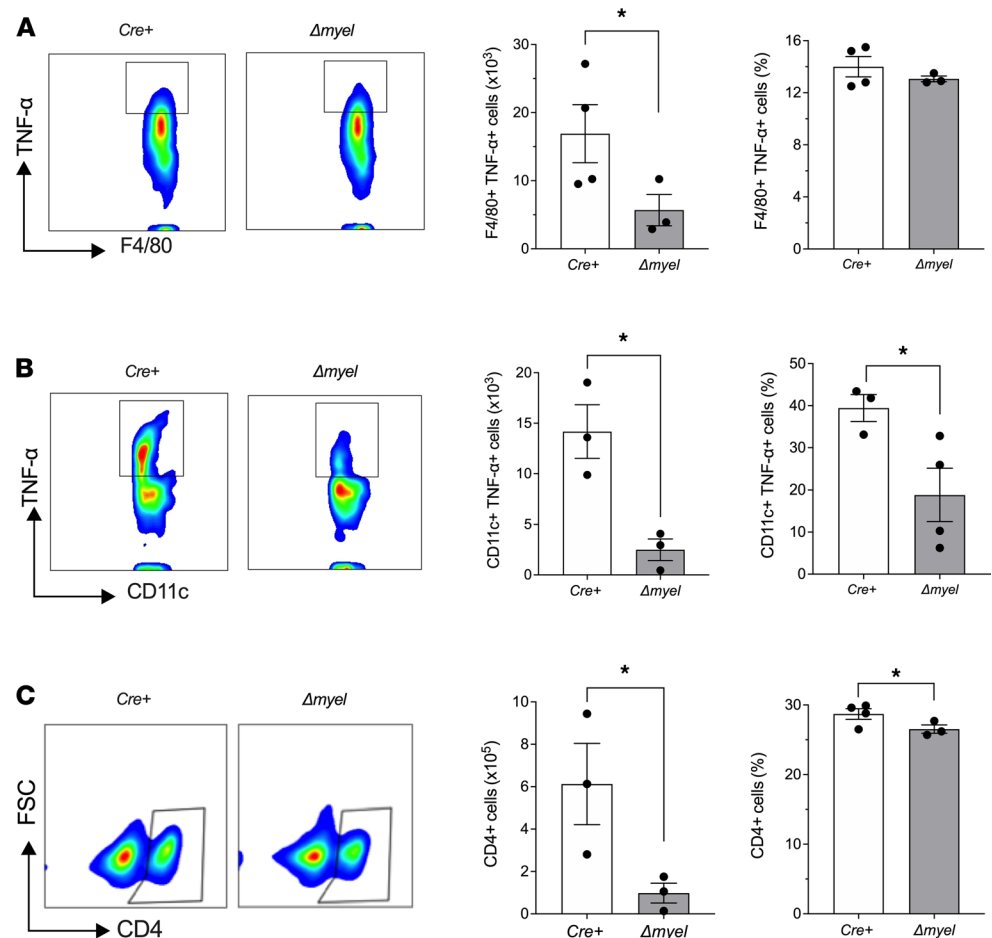 A
Cre+
Δmyel
TNF-α
F4/80
F4/80+ TNF-α+ cells (x10³)
30
20
10
0
*
Cre+
Δmyel
F4/80+ TNF-α+ cells (%)
16
12
8
4
0
Cre+
Δmyel
B
Cre+
Δmyel
TNF-α
CD11c
CD11c+ TNF-α+ cells (x10³)
20
15
10
5
0
*
Cre+
Δmyel
CD11c+ TNF-α+ cells (%)
50
40
30
20
10
0
*
Cre+
Δmyel
C
Cre+
Δmyel
FSC
CD4
CD4+ cells (x10⁵)
10
8
6
4
2
0
*
Cre+
Δmyel
CD4+ cells (%)
30
20
10
0
*
Cre+
Δmyel